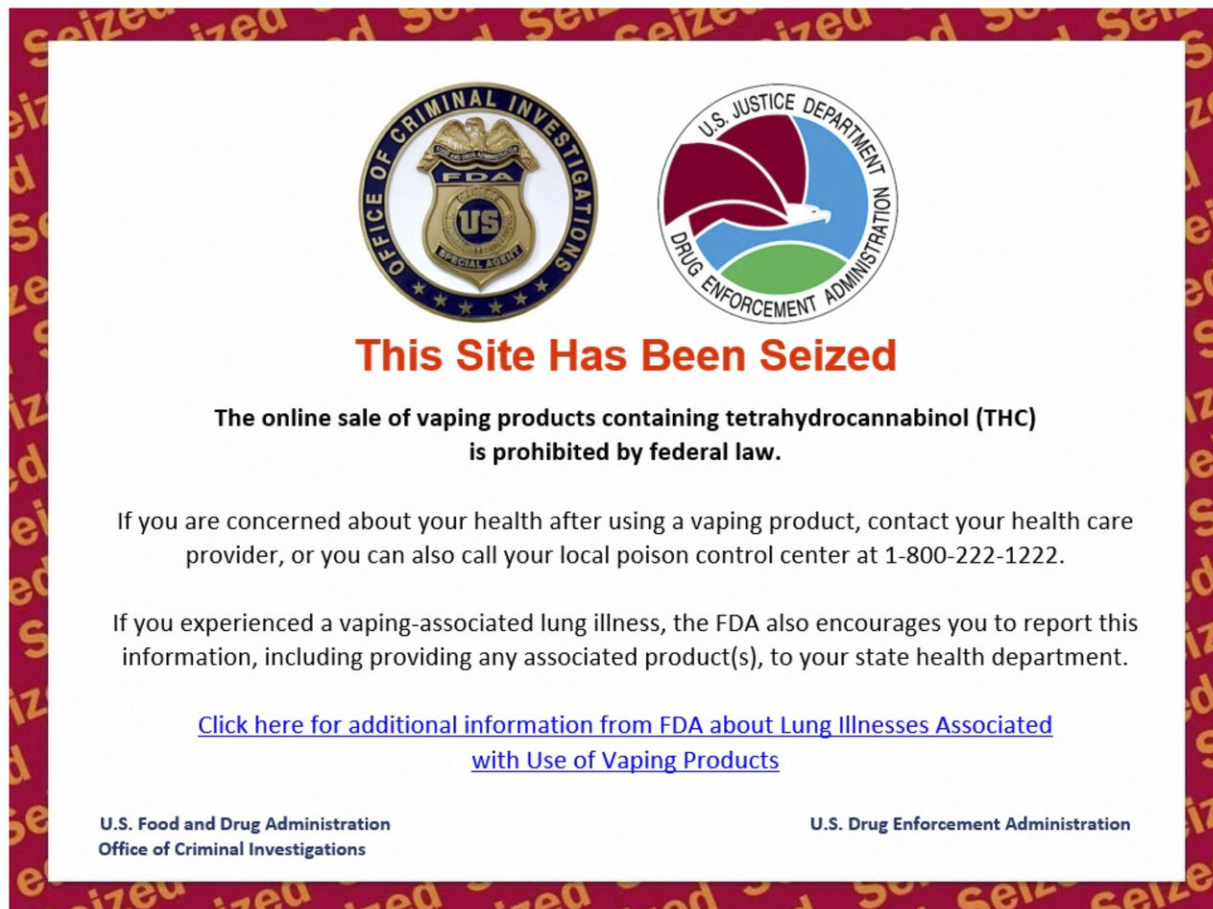 OFFICE OF CRIMINAL INVESTIGATIONS
FDA
US
SPECIAL AGENT
U.S. JUSTICE DEPARTMENT
DRUG ENFORCEMENT ADMINISTRATION
This Site Has Been Seized
The online sale of vaping products containing tetrahydrocannabinol (THC)
is prohibited by federal law.
If you are concerned about your health after using a vaping product, contact your health care
provider, or you can also call your local poison control center at 1-800-222-1222.
If you experienced a vaping-associated lung illness, the FDA also encourages you to report this
information, including providing any associated product(s), to your state health department.
Click here for additional information from FDA about Lung Illnesses Associated
with Use of Vaping Products
U.S. Food and Drug Administration
Office of Criminal Investigations
U.S. Drug Enforcement Administration
Seized